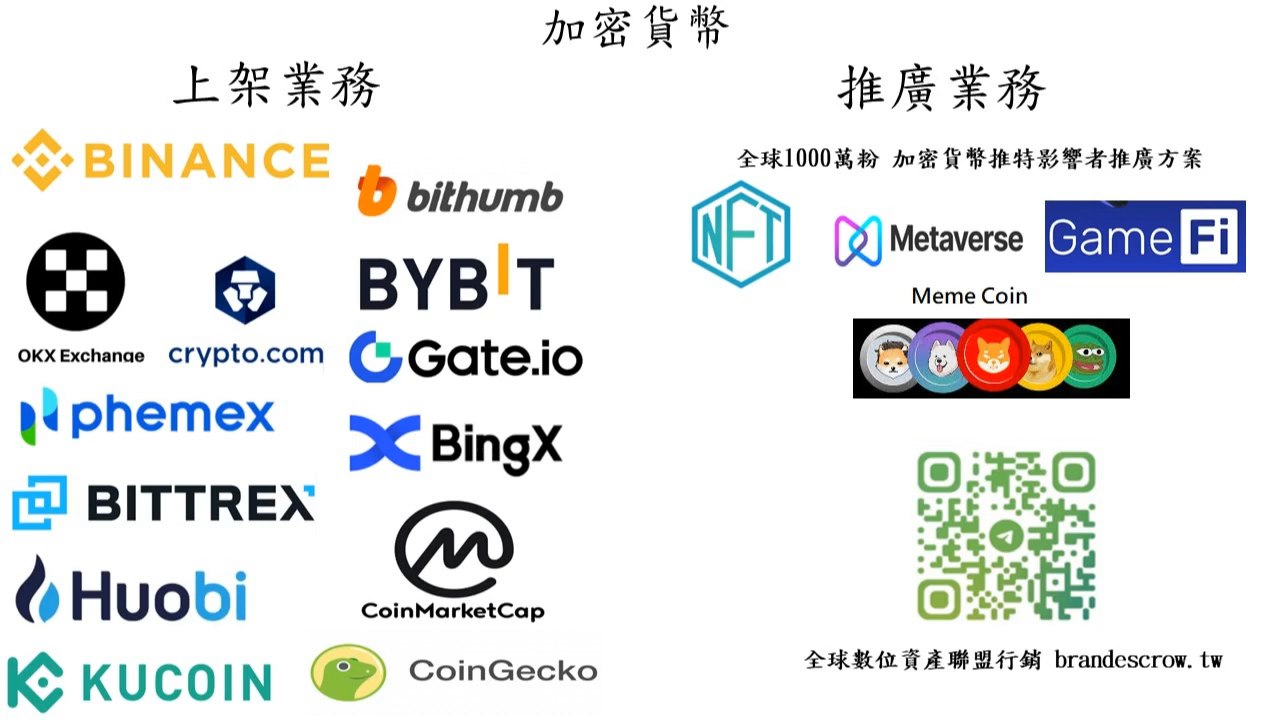 加密貨幣
上架業務
BINANCE
bithumb
OKX Exchange
crypto.com
BYBIT
Gate.io
phemex
BingX
BITTREX
CoinMarketCap
Huobi
KUCOIN
CoinGecko
推廣業務
全球1000萬粉 加密貨幣推特影響者推廣方案
NFT
Metaverse
GameFi
Meme Coin
全球數位資產聯盟行銷 brandescrow.tw